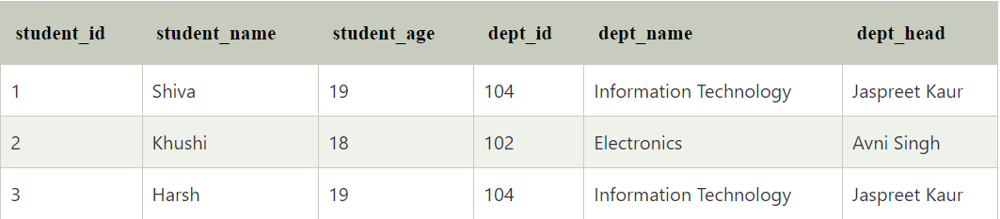 student_id student_name student_age dept_id dept_name dept_head
1 Shiva 19 104 Information Technology Jaspreet Kaur
2 Khushi 18 102 Electronics Avni Singh
3 Harsh 19 104 Information Technology Jaspreet Kaur